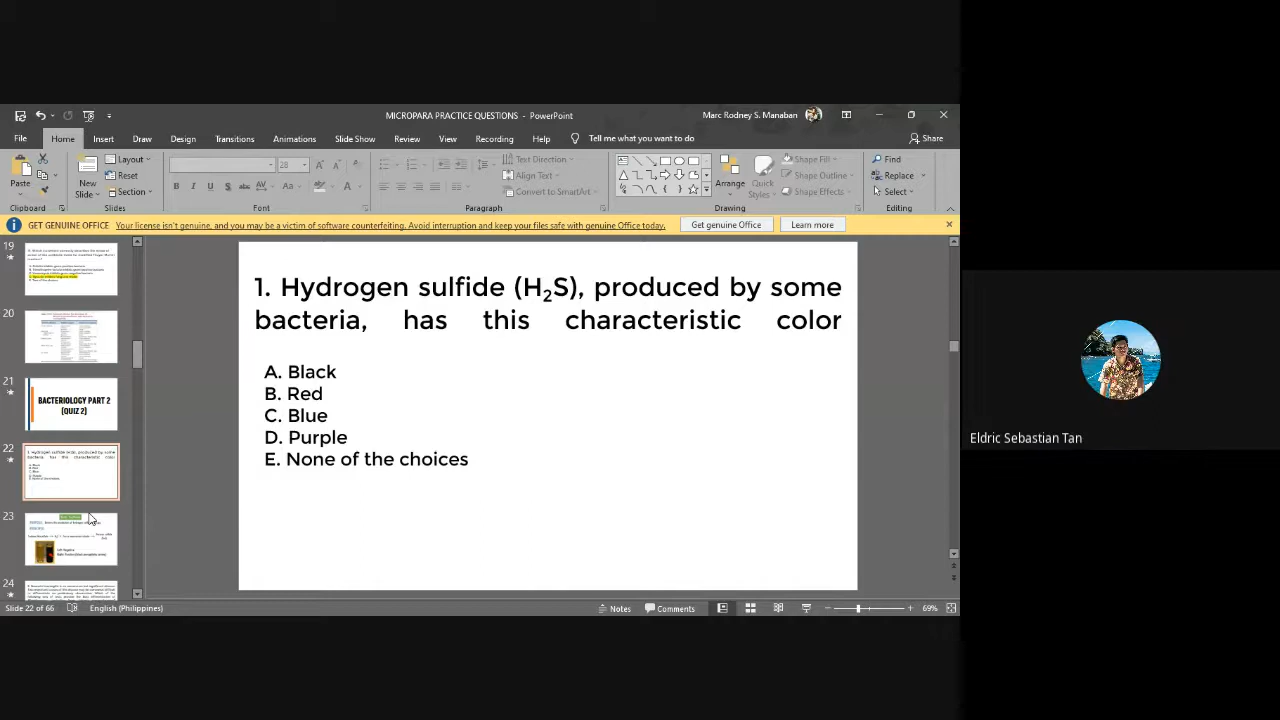 MICROPARA PRACTICE QUESTIONS - PowerPoint
Marc Rodney S. Manaban
File Home Insert Draw Design Transitions Animations Slide Show Review View Recording Help Tell me what you want to do Share
Paste
New Slide
Layout
Reset
Section
28
B I U S ab AV Aa A
Text Direction
Align Text
Convert to SmartArt
Arrange
Quick Styles
Shape Fill
Shape Outline
Shape Effects
Find
Replace
Select
Clipboard Slides Font Paragraph Drawing Editing
GET GENUINE OFFICE Your license isn't genuine, and you may be a victim of software counterfeiting. Avoid interruption and keep your files safe with genuine Office today. Get genuine Office Learn more
19
20
21
BACTERIOLOGY PART 2
(QUIZ 2)
22
23
24
1. Hydrogen sulfide (H₂S), produced by some
bacteria, has this characteristic color
A. Black
B. Red
C. Blue
D. Purple
E. None of the choices
Eldric Sebastian Tan
Slide 22 of 66 English (Philippines) Notes Comments 69%